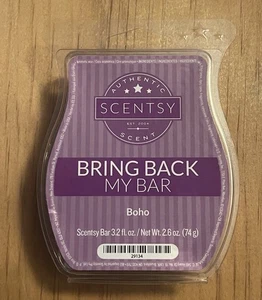 AUTHENTIC
SCENTSY
EST. 2004
SCENT
BRING BACK
MY BAR
Boho
Scentsy Bar 3.2 fl. oz. / Net Wt. 2.6 oz. (74 g)
29134